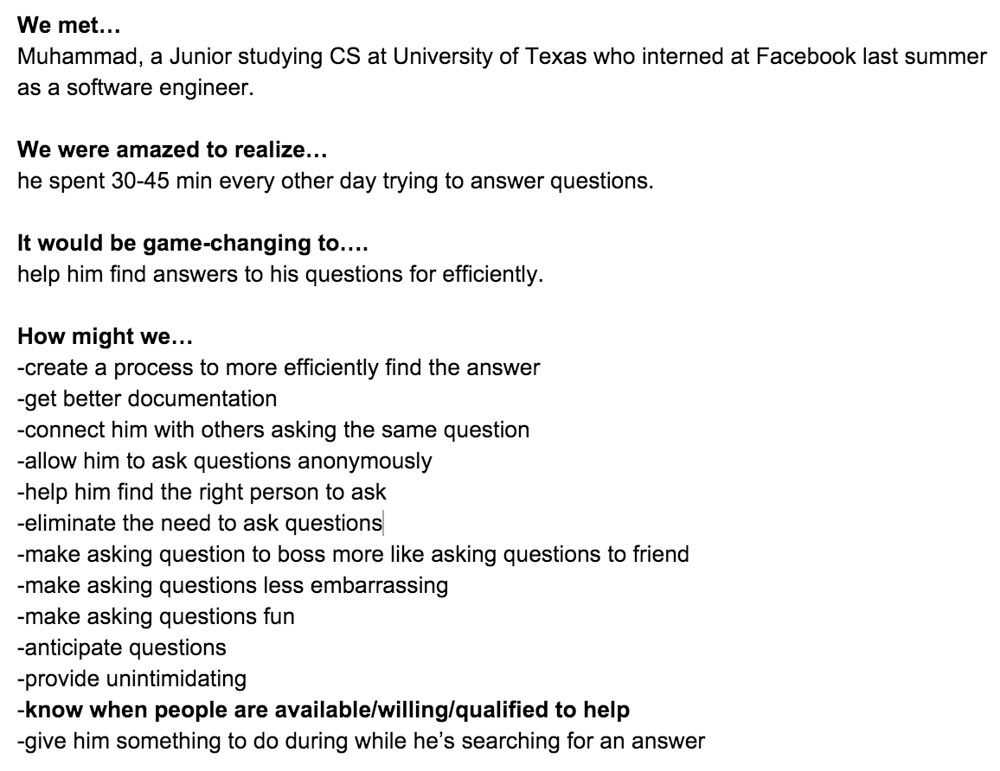 We met…
Muhammad, a Junior studying CS at University of Texas who interned at Facebook last summer
as a software engineer.
We were amazed to realize…
he spent 30-45 min every other day trying to answer questions.
It would be game-changing to….
help him find answers to his questions for efficiently.
How might we…
-create a process to more efficiently find the answer
-get better documentation
-connect him with others asking the same question
-allow him to ask questions anonymously
-help him find the right person to ask
-eliminate the need to ask questions
-make asking question to boss more like asking questions to friend
-make asking questions less embarrassing
-make asking questions fun
-anticipate questions
-provide unintimidating
-know when people are available/willing/qualified to help
-give him something to do during while he’s searching for an answer